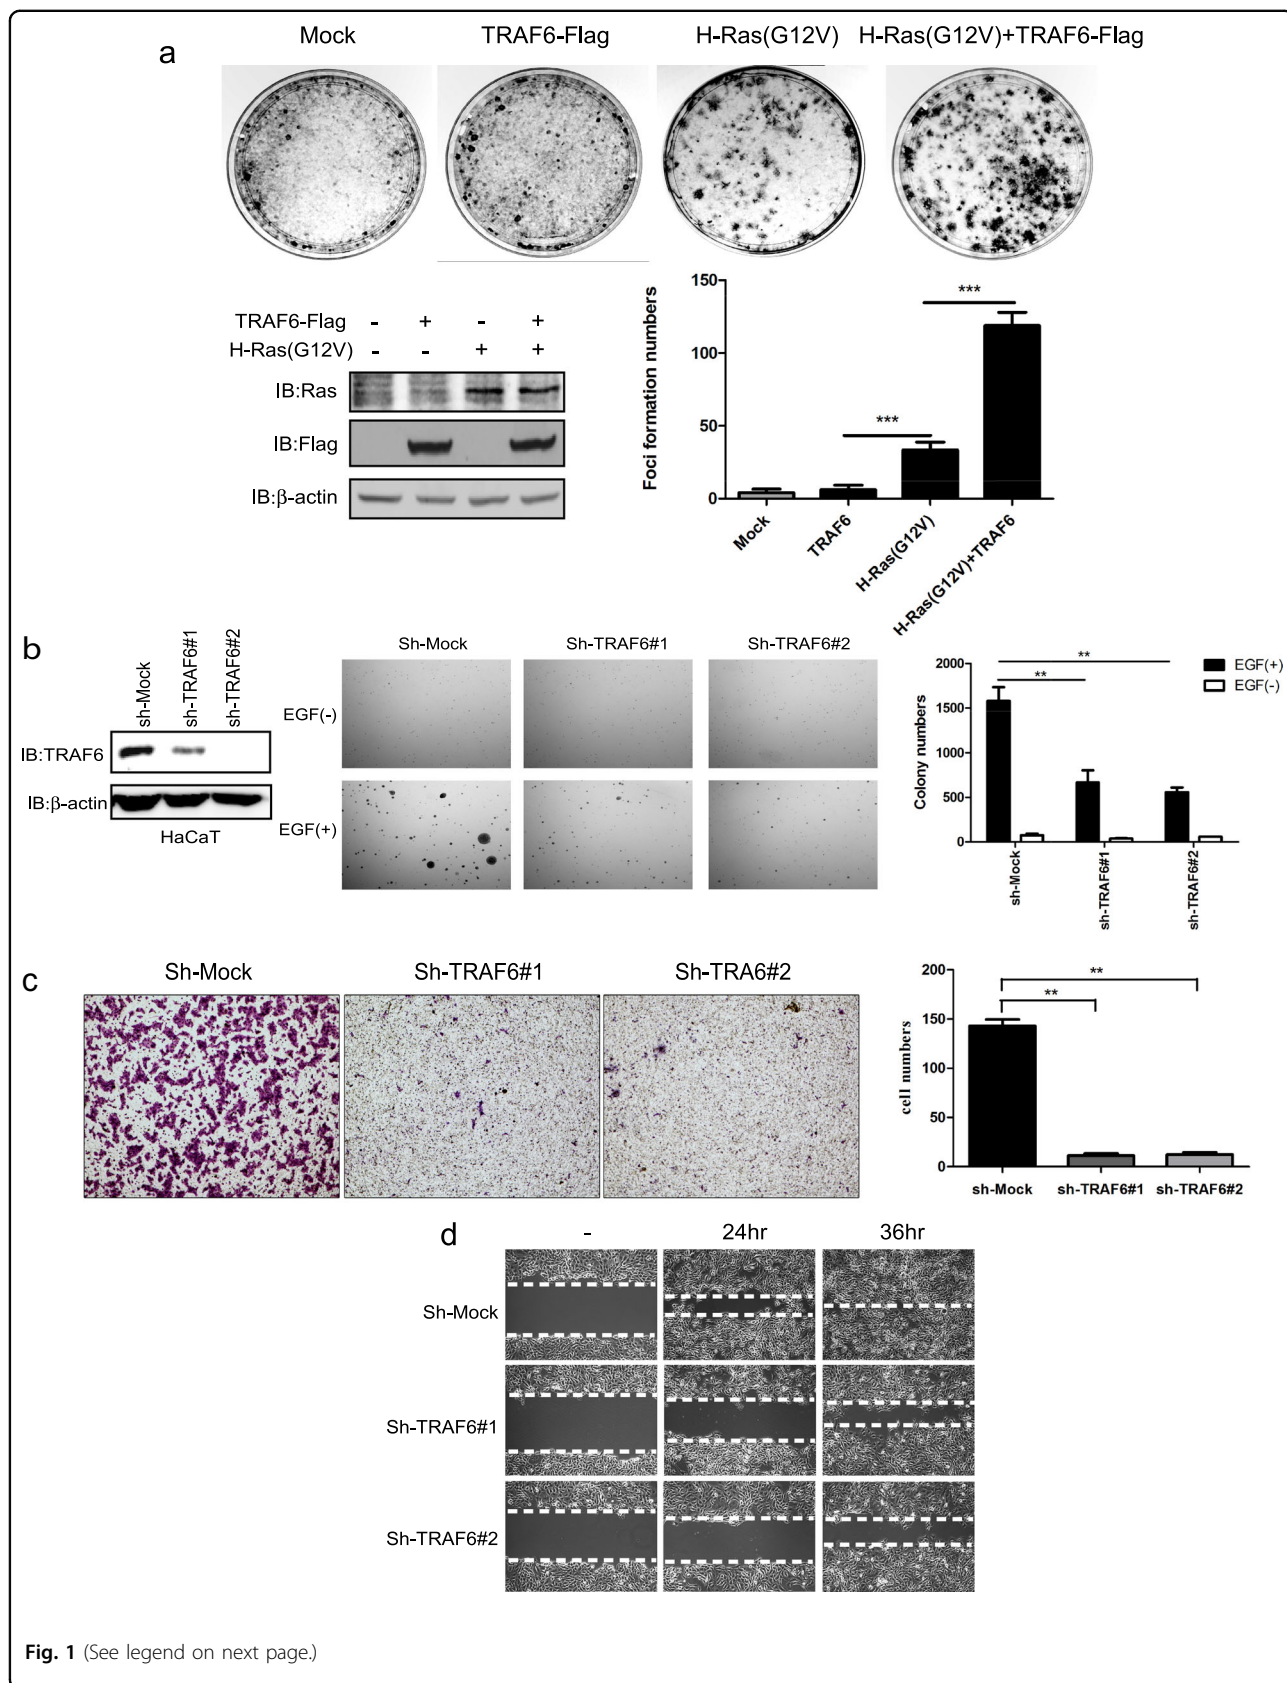 a
Mock
TRAF6-Flag
H-Ras(G12V)
H-Ras(G12V)+TRAF6-Flag
TRAF6-Flag - + - +
H-Ras(G12V) - - + +
IB:Ras
IB:Flag
IB:β-actin
Foci formation numbers
150
100
50
0
***
***
Mock
TRAF6
H-Ras(G12V)
H-Ras(G12V)+TRAF6
b
sh-Mock
sh-TRAF6#1
sh-TRAF6#2
IB:TRAF6
IB:β-actin
HaCaT
Sh-Mock
Sh-TRAF6#1
Sh-TRAF6#2
EGF(-)
EGF(+)
Colony numbers
2000
1500
1000
500
0
**
**
EGF(+)
EGF(-)
sh-Mock
sh-TRAF6#1
sh-TRAF6#2
c
Sh-Mock
Sh-TRAF6#1
Sh-TRA6#2
cell numbers
200
150
100
50
0
**
**
sh-Mock
sh-TRAF6#1
sh-TRAF6#2
d
-
24hr
36hr
Sh-Mock
Sh-TRAF6#1
Sh-TRAF6#2
Fig. 1 (See legend on next page.)